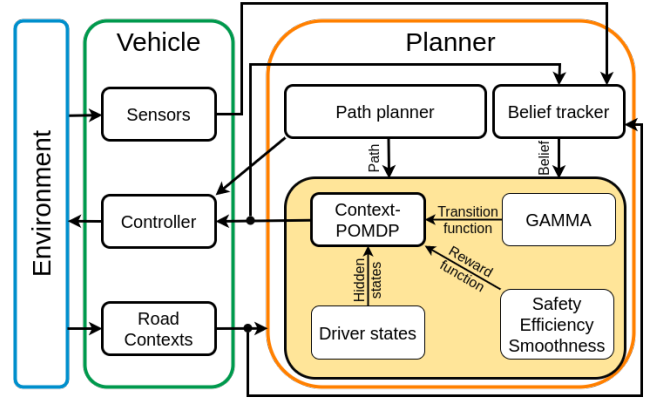 Vehicle
Planner
Environment
Sensors
Path planner
Belief tracker
Path
Belief
Controller
Context-
POMDP
Transition
function
GAMMA
Reward
function
Hidden
states
Road
Contexts
Driver states
Safety
Efficiency
Smoothness